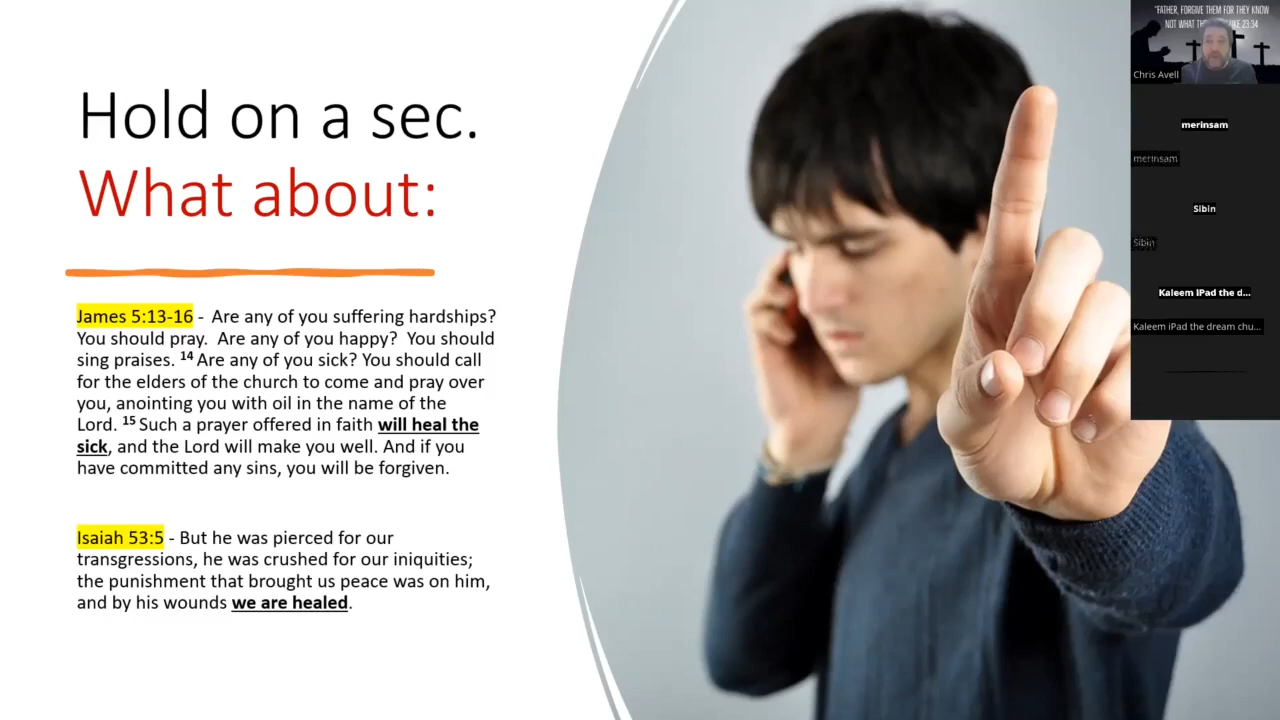 Hold on a sec.
What about:
James 5:13-16 - Are any of you suffering hardships?
You should pray. Are any of you happy? You should
sing praises. 14 Are any of you sick? You should call
for the elders of the church to come and pray over
you, anointing you with oil in the name of the
Lord. 15 Such a prayer offered in faith will heal the
sick, and the Lord will make you well. And if you
have committed any sins, you will be forgiven.
Isaiah 53:5 - But he was pierced for our
transgressions, he was crushed for our iniquities;
the punishment that brought us peace was on him,
and by his wounds we are healed.
"FATHER, FORGIVE THEM FOR THEY KNOW
NOT WHAT 23:34
Chris Avell
merinsam
merinsam
Sibin
Sibin
Kaleem iPad the d...
Kaleem iPad the dream chu...